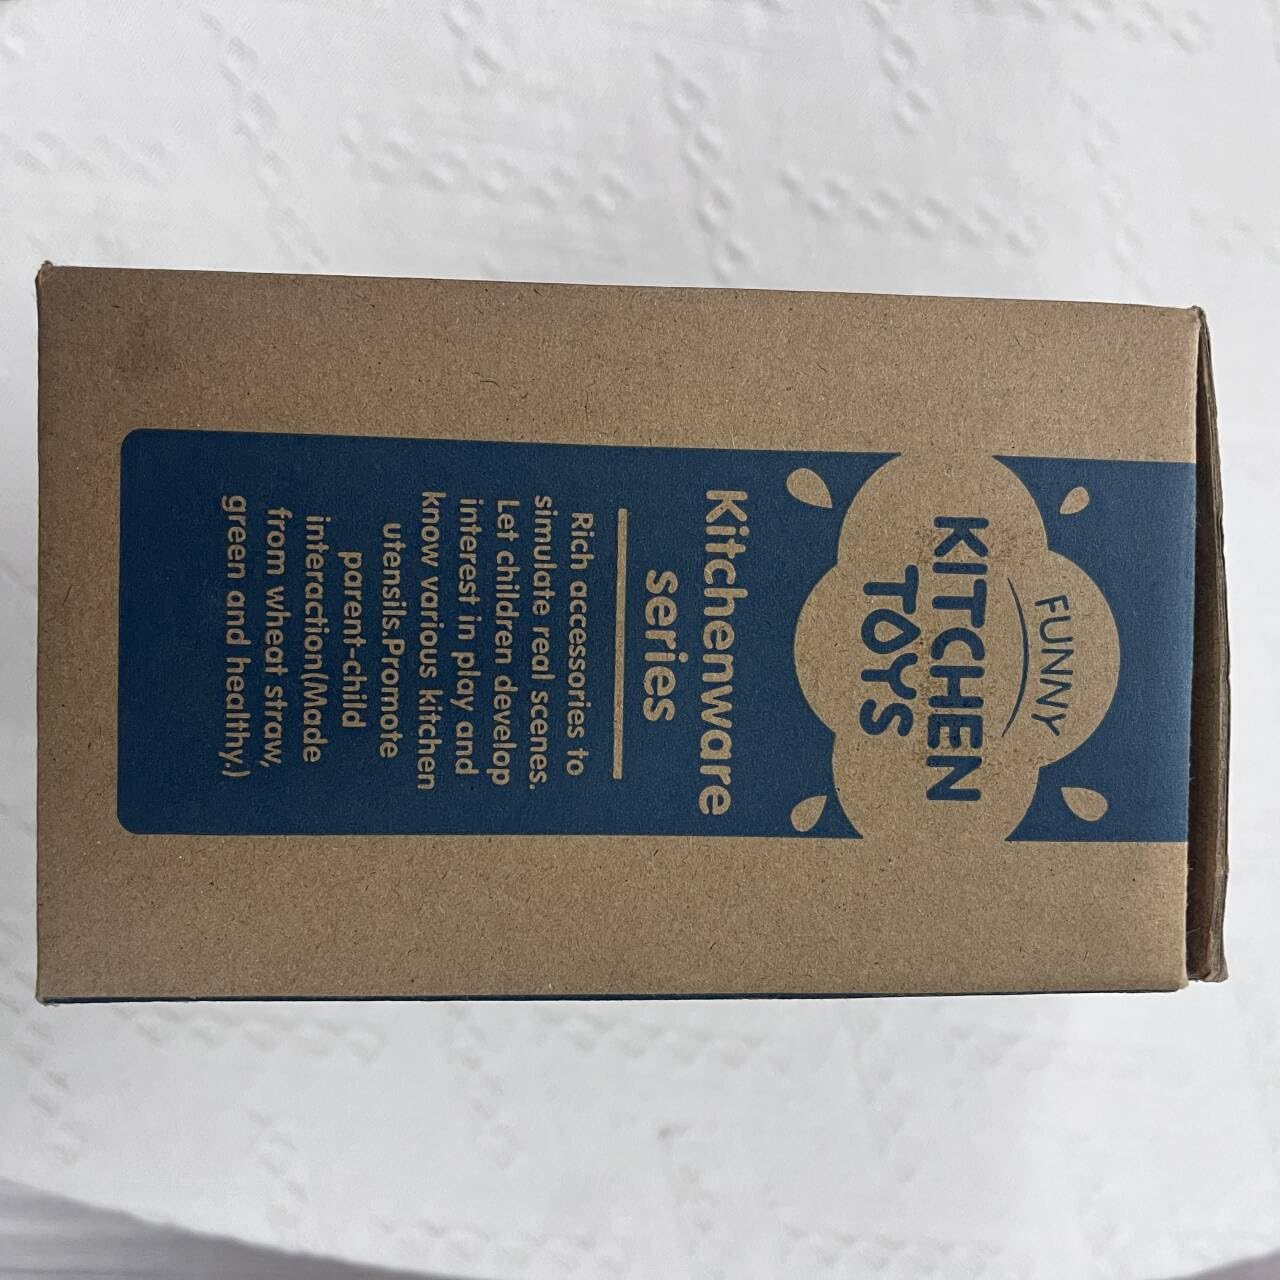 FUNNY
KITCHEN
TOYS
Kitchenware
series
Rich accessories to
simulate real scenes.
Let children develop
interest in play and
know various kitchen
utensils.Promote
parent-child
interaction(Made
from wheat straw,
green and healthy.)